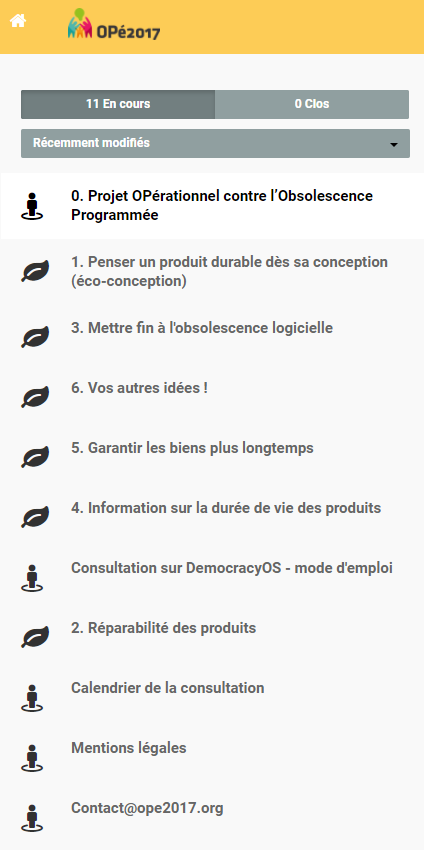 OPé2017
11 En cours
0 Clos
Récemment modifiés
0. Projet OPérationnel contre l’Obsolescence
Programmée
1. Penser un produit durable dès sa conception
(éco-conception)
3. Mettre fin à l'obsolescence logicielle
6. Vos autres idées !
5. Garantir les biens plus longtemps
4. Information sur la durée de vie des produits
Consultation sur DemocracyOS - mode d'emploi
2. Réparabilité des produits
Calendrier de la consultation
Mentions légales
Contact@ope2017.org